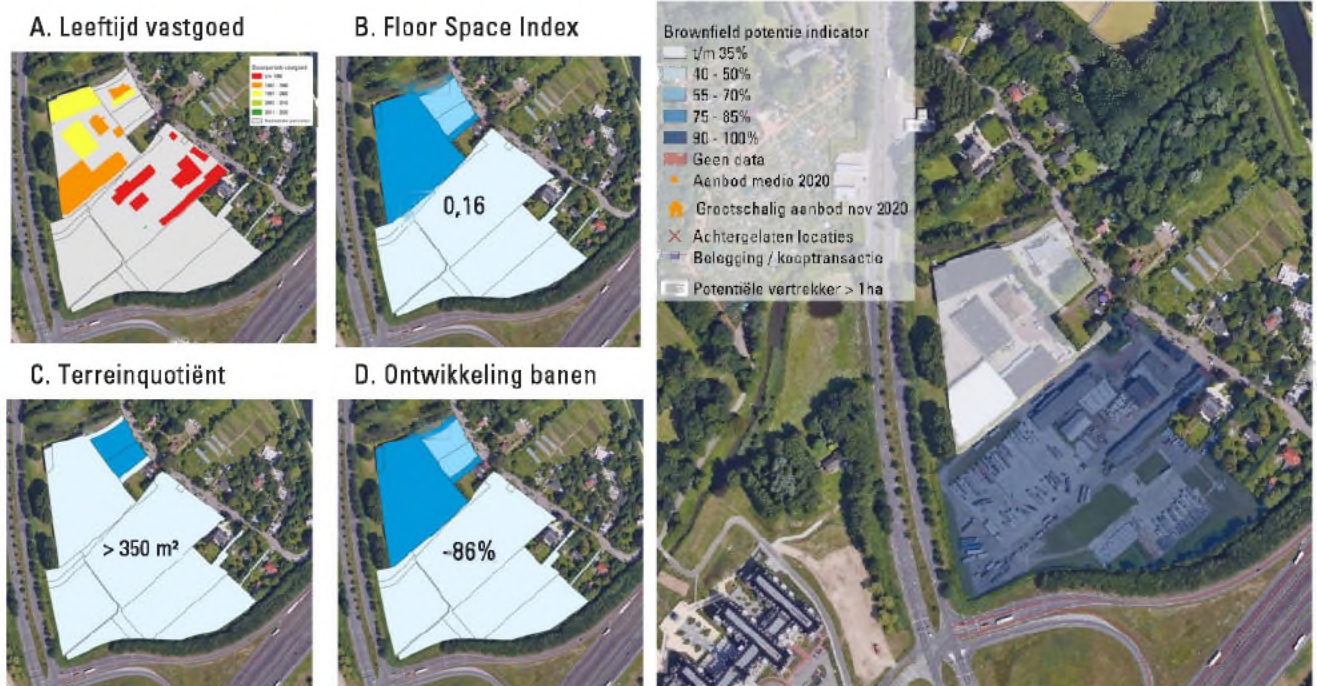 A. Leeftijd vastgoed
B. Floor Space Index
0,16
C. Terreinquotiënt
D. Ontwikkeling banen
> 350 m²
-86%
Brownfield potentie indicator
t/m 35%
40 - 50%
55 - 70%
75 - 85%
90 - 100%
Geen data
Aanbod medio 2020
Grootschalig aanbod nov 2020
Achtergelaten locaties
Belegging / kooptransactie
Potentiële vertrekker > 1ha